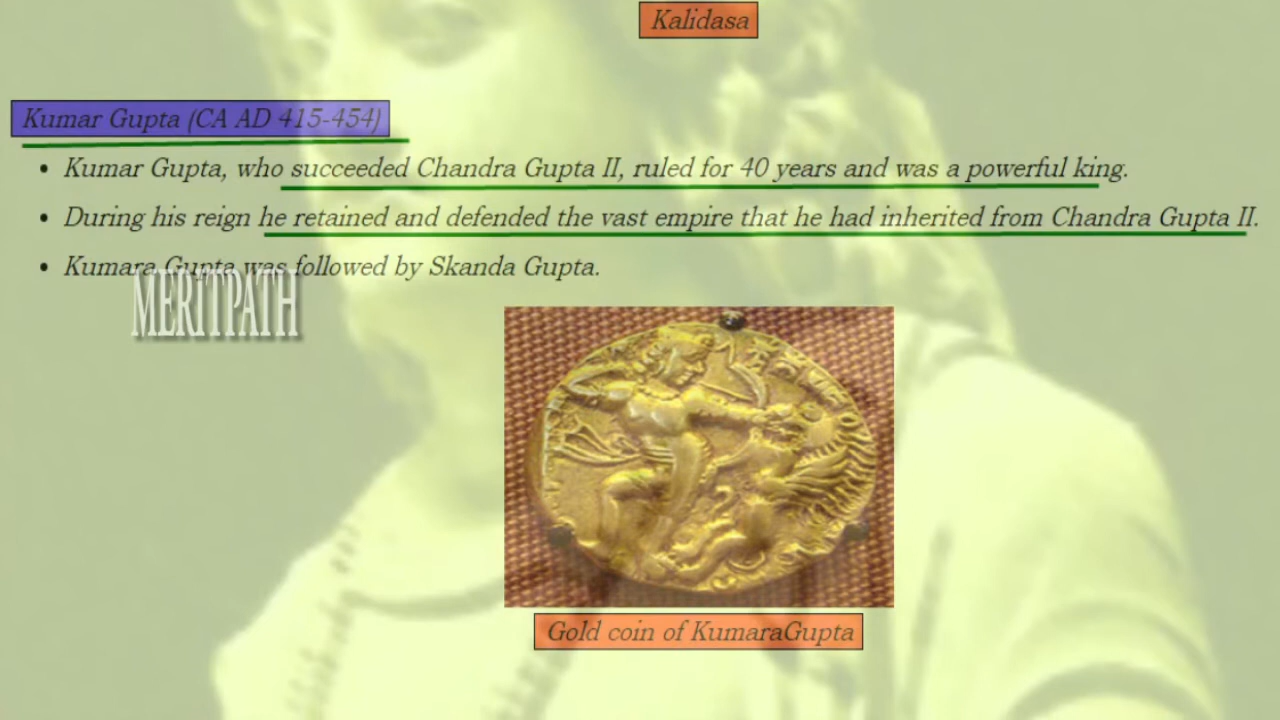 Kalidasa
Kumar Gupta (CA AD 415-454)
• Kumar Gupta, who succeeded Chandra Gupta II, ruled for 40 years and was a powerful king.
• During his reign he retained and defended the vast empire that he had inherited from Chandra Gupta II.
• Kumara Gupta was followed by Skanda Gupta.
MERITPATH
Gold coin of KumaraGupta